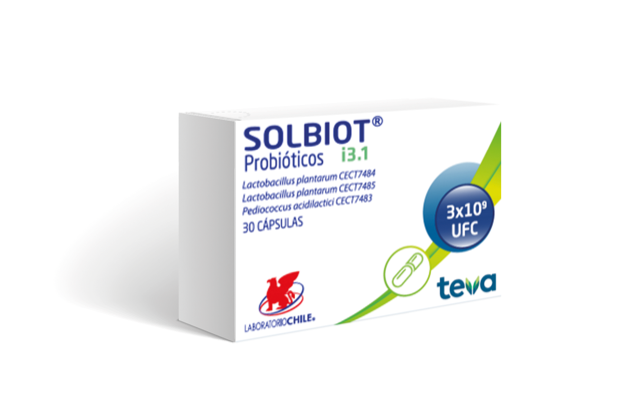 SOLBIOT®
Probióticos i3.1
Lactobacillus plantarum CECT7484
Lactobacillus plantarum CECT7485
Pediococcus acidilactici CECT7483
30 CÁPSULAS
3x10⁹
UFC
LABORATORIOCHILE®
teva